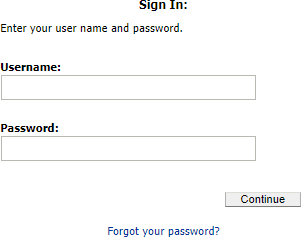 Sign In:
Enter your user name and password.
Username:
Password:
Continue
Forgot your password?